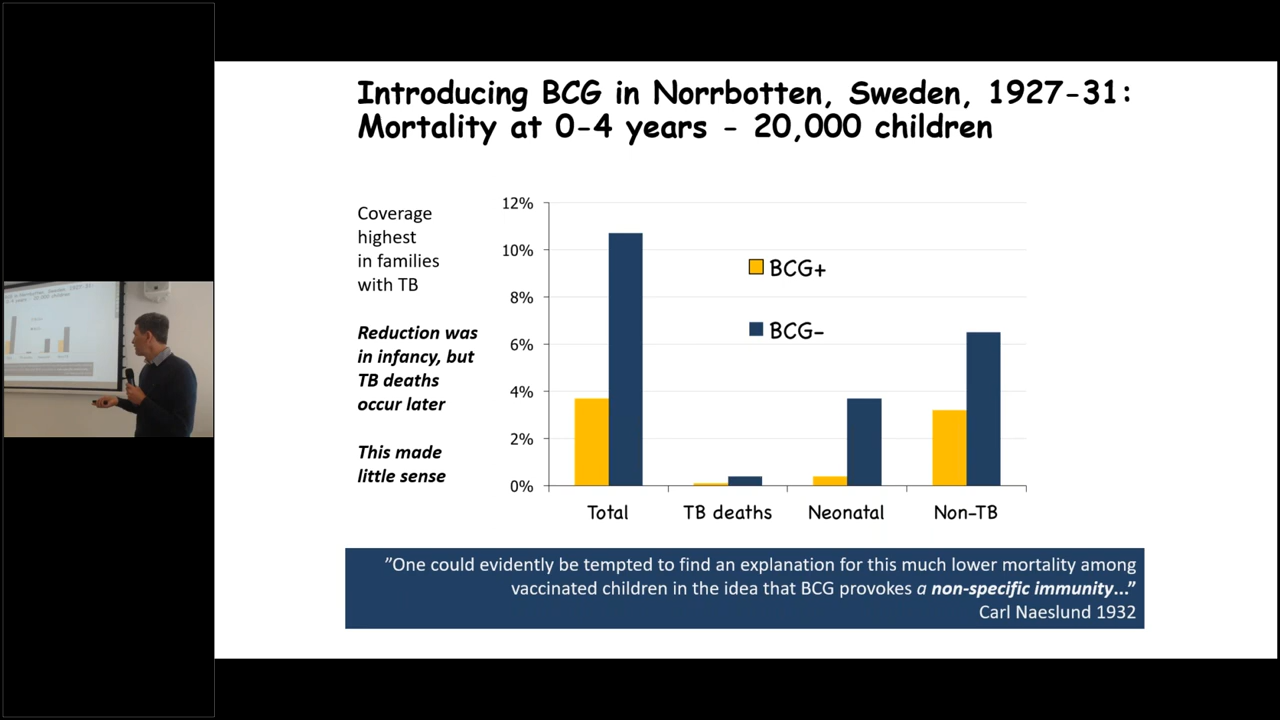 Introducing BCG in Norrbotten, Sweden, 1927-31:
Mortality at 0-4 years - 20,000 children
Coverage
highest
in families
with TB
Reduction was
in infancy, but
TB deaths
occur later
This made
little sense
12%
10%
8%
6%
4%
2%
0%
BCG+
BCG-
Total
TB deaths
Neonatal
Non-TB
”One could evidently be tempted to find an explanation for this much lower mortality among
vaccinated children in the idea that BCG provokes a non-specific immunity...”
Carl Naeslund 1932